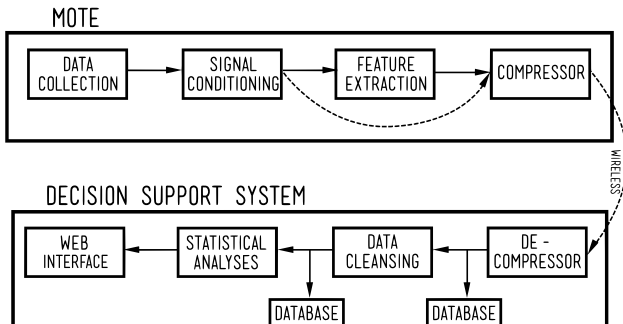 MOTE
DATA
COLLECTION
SIGNAL
CONDITIONING
FEATURE
EXTRACTION
COMPRESSOR
WIRELESS
DECISION SUPPORT SYSTEM
WEB
INTERFACE
STATISTICAL
ANALYSES
DATA
CLEANSING
DE -
COMPRESSOR
DATABASE
DATABASE